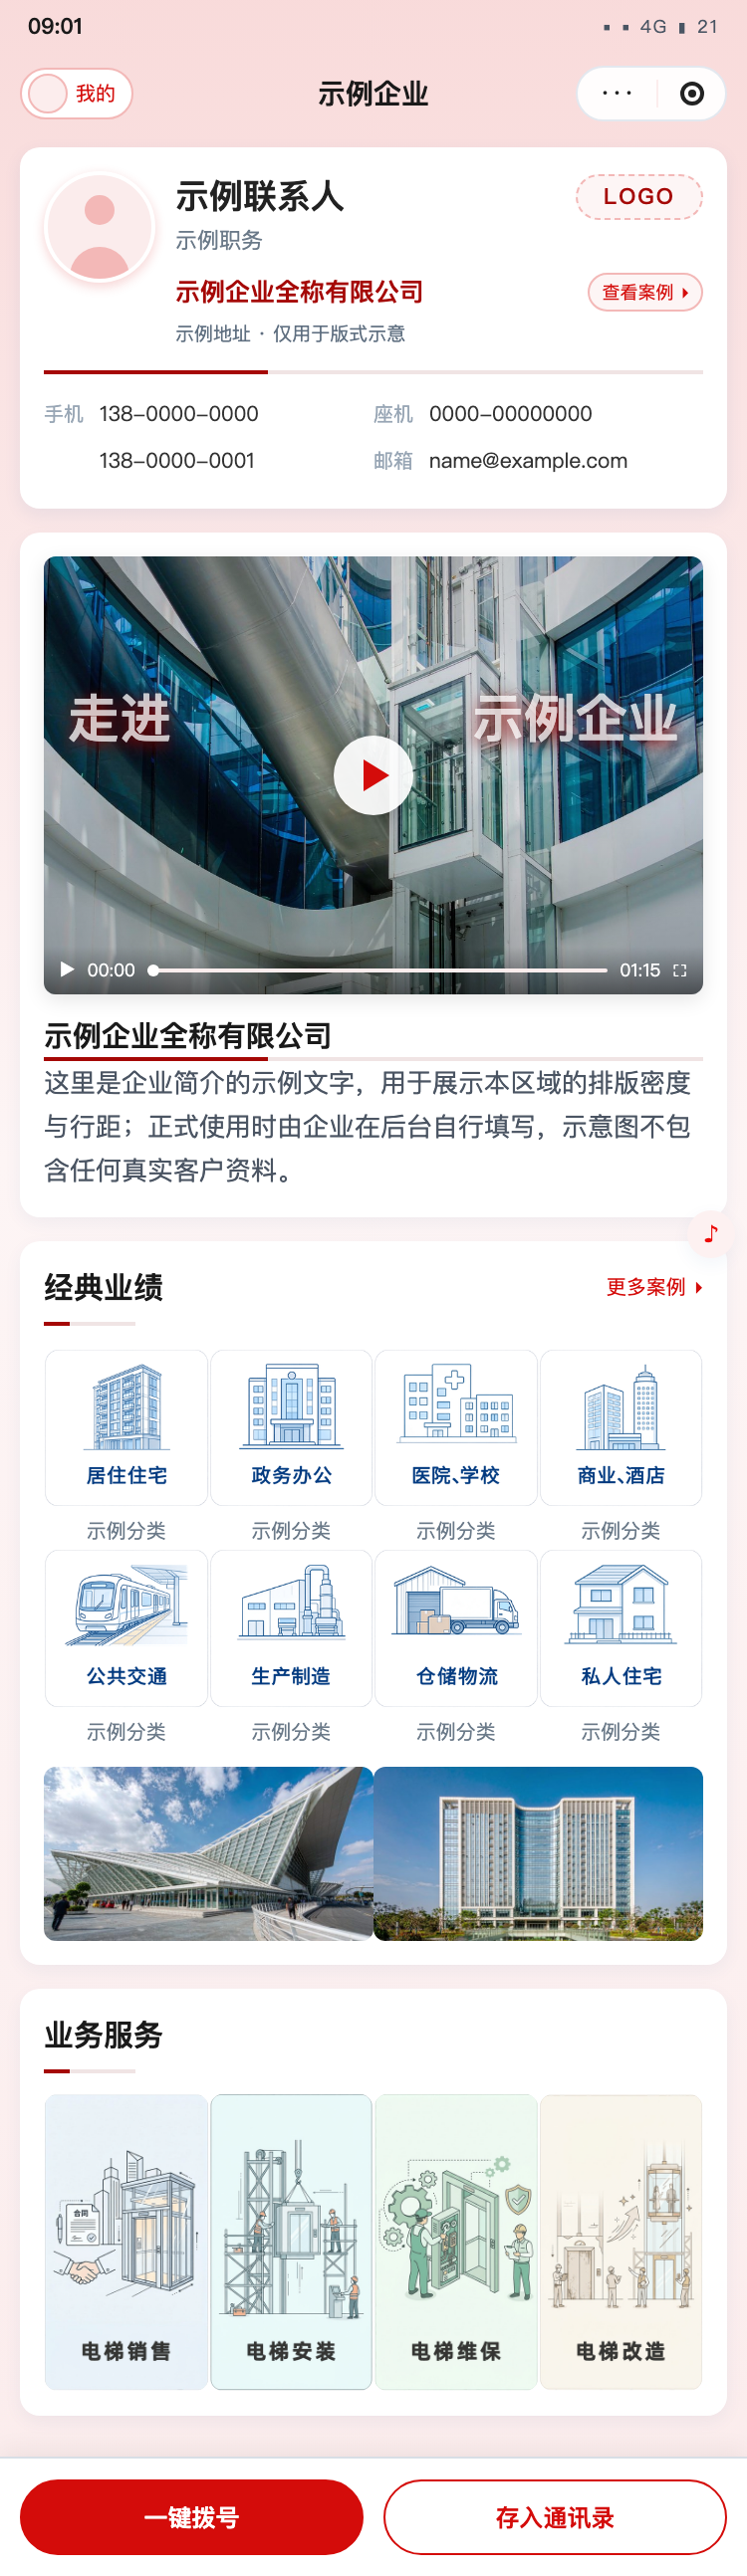 09:01
4G 21
我的
示例企业
示例联系人
LOGO
示例职务
示例企业全称有限公司
查看案例
示例地址 · 仅用于版式示意
手机 138-0000-0000
座机 0000-00000000
138-0000-0001
邮箱 name@example.com
走进 示例企业
00:00 01:15
示例企业全称有限公司
这里是企业简介的示例文字，用于展示本区域的排版密度
与行距；正式使用时由企业在后台自行填写，示意图不包
含任何真实客户资料。
经典业绩
更多案例
居住住宅 政务办公 医院、学校 商业、酒店
示例分类 示例分类 示例分类 示例分类
公共交通 生产制造 仓储物流 私人住宅
示例分类 示例分类 示例分类 示例分类
业务服务
合同
电梯销售 电梯安装 电梯维保 电梯改造
一键拨号 存入通讯录